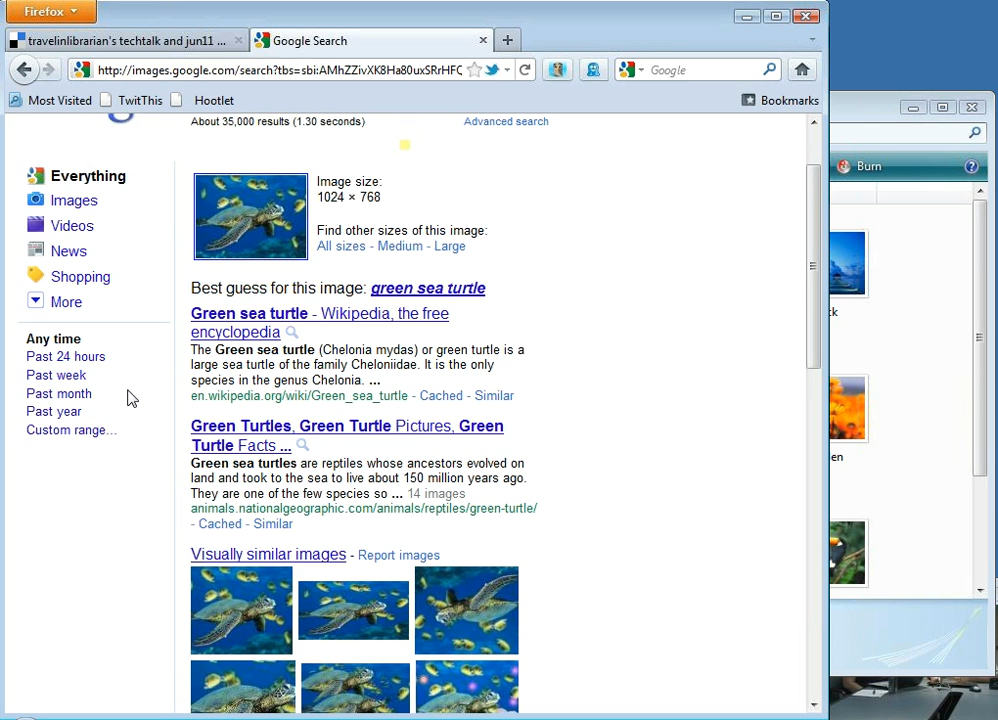 Firefox
travelinlibrarian's techtalk and jun11 ...
Google Search
http://images.google.com/search?tbs=sbi:AMhZZivXK8Ha80uxSRrHFQ
Google
Most Visited
TwitThis
Hootlet
Bookmarks
About 35,000 results (1.30 seconds)
Advanced search
Burn
Everything
Images
Videos
News
Shopping
More
Any time
Past 24 hours
Past week
Past month
Past year
Custom range...
Image size:
1024 × 768
Find other sizes of this image:
All sizes - Medium - Large
Best guess for this image: green sea turtle
Green sea turtle - Wikipedia, the free
encyclopedia
The Green sea turtle (Chelonia mydas) or green turtle is a
large sea turtle of the family Cheloniidae. It is the only
species in the genus Chelonia. ...
en.wikipedia.org/wiki/Green_sea_turtle - Cached - Similar
Green Turtles, Green Turtle Pictures, Green
Turtle Facts ...
Green sea turtles are reptiles whose ancestors evolved on
land and took to the sea to live about 150 million years ago.
They are one of the few species so ... 14 images
animals.nationalgeographic.com/animals/reptiles/green-turtle/
- Cached - Similar
Visually similar images - Report images
ck
en